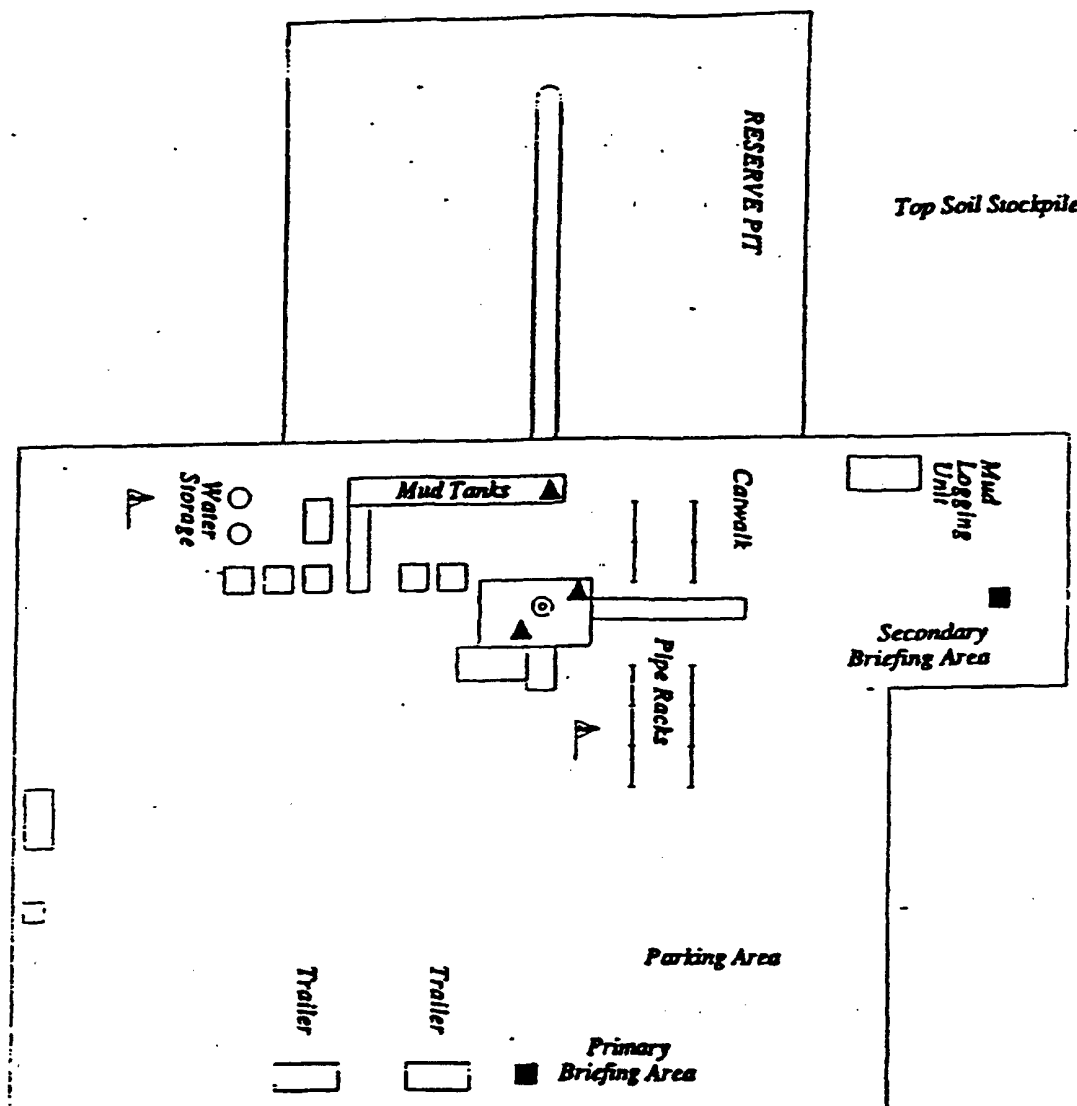 RESERVE PIT
Top Soil Stockpile
Mud Tanks
Water
Storage
Catwalk
Mud
Logging
Unit
Secondary
Briefing Area
Pipe Racks
Parking Area
Trailer
Trailer
Primary
Briefing Area